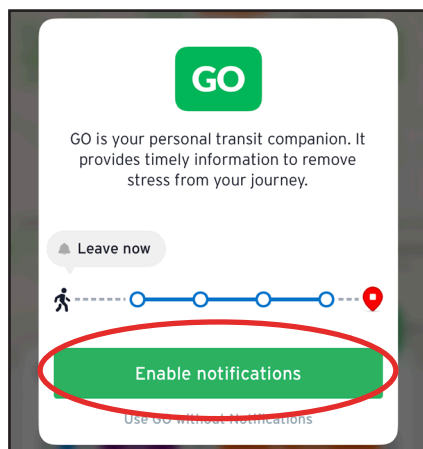 GO
GO is your personal transit companion. It
provides timely information to remove
stress from your journey.
Leave now
Enable notifications
Use GO without Notifications